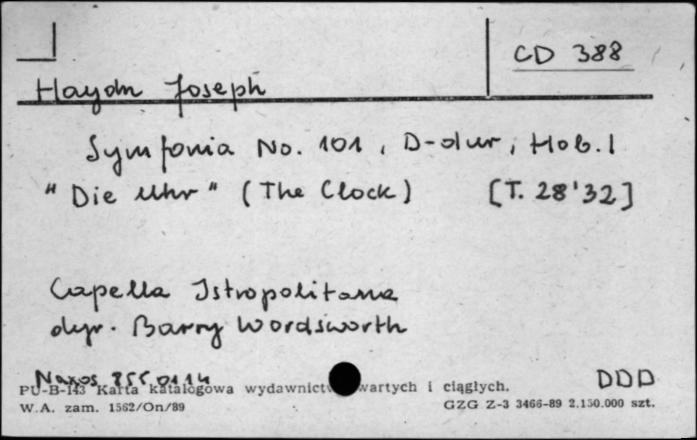 CD 388
Haydn Joseph
Symfonia No. 101, D-dur, Hob. I
"Die Uhr" (The Clock) [T. 28'32]
Capella Istropolitana
dyr. Barry Wordsworth
Naxos 8550114 DDD
PU-B-143 Karta katalogowa wydawnictw zwartych i ciągłych.
W.A. zam. 1562/On/89 GZG Z-3 3466-89 2.150.000 szt.